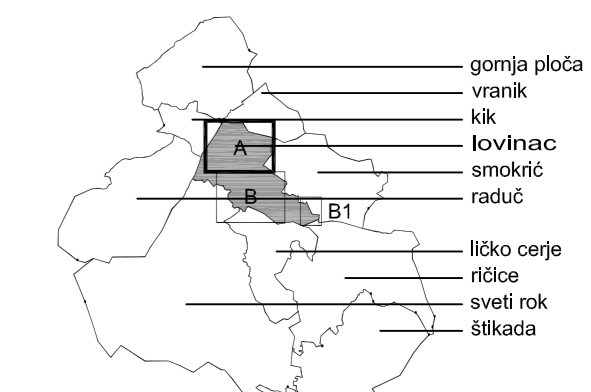 gornja ploča
vranik
kik
lovinac
A
smokrić
raduč
B
B1
ličko cerje
ričice
sveti rok
štikada